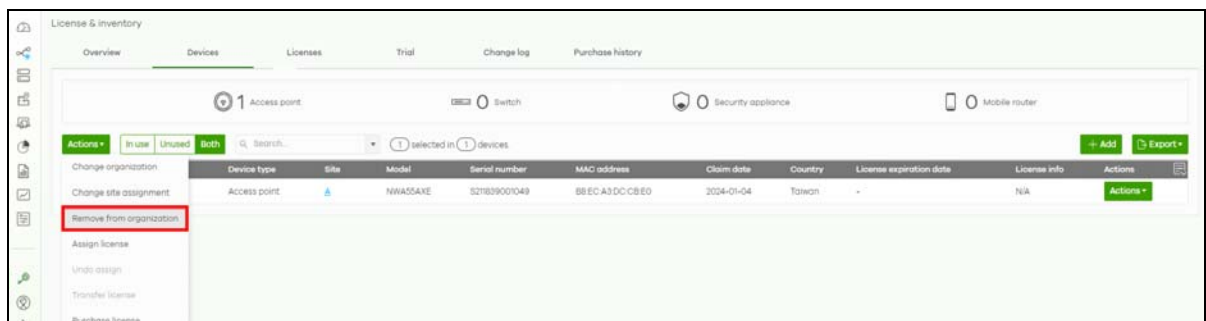 License & inventory
Overview Devices Licenses Trial Change log Purchase history
1 Access point 0 Switch 0 Security appliance 0 Mobile router
Actions In use Unused Both Search... 1 selected in 1 devices + Add Export
Device type Site Model Serial number MAC address Claim date Country License expiration date License info Actions
Access point A NWA55AXE S211839001049 B8:EC:A3:DC:C8:E0 2024-01-04 Taiwan - N/A Actions
Change organization
Change site assignment
Remove from organization
Assign license
Undo assign
Transfer license
Purchase license